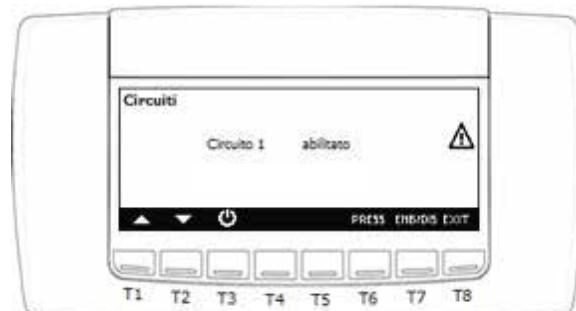 Circuiti
Circuito 1 abilitato
PRESS ENB/DIS EXIT
T1 T2 T3 T4 T5 T6 T7 T8